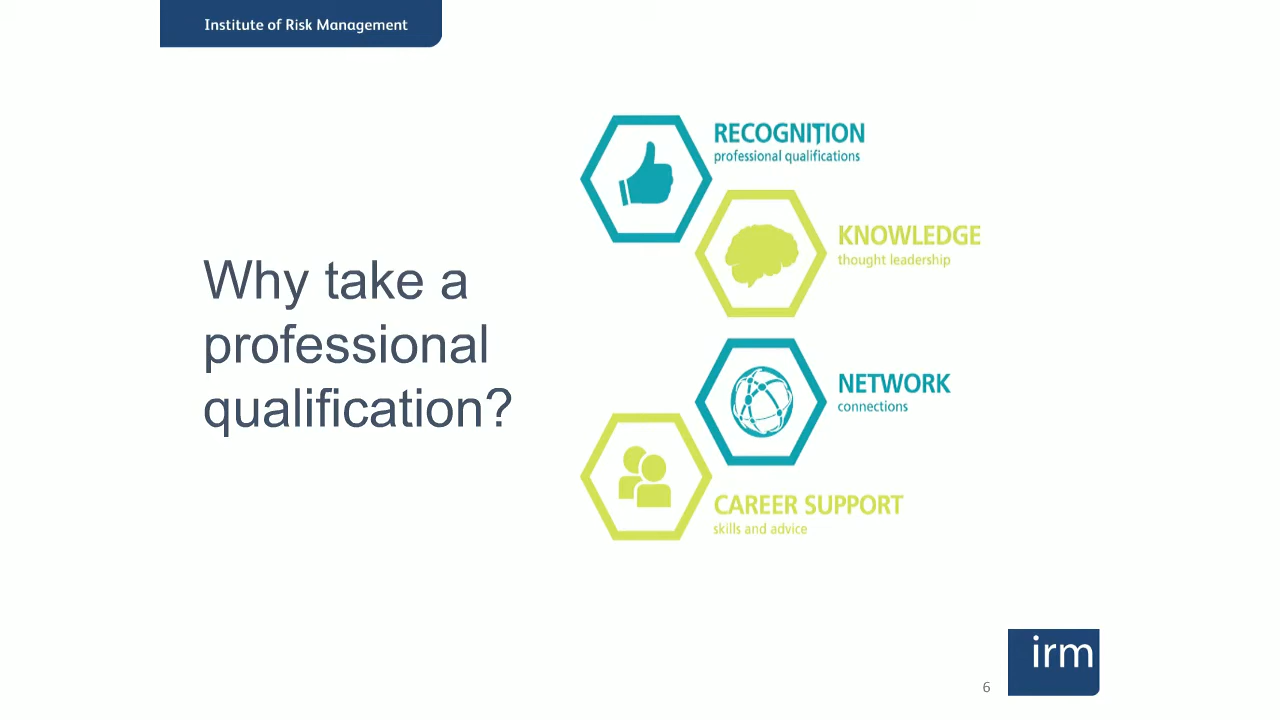 Institute of Risk Management
Why take a
professional
qualification?
RECOGNITION
professional qualifications
KNOWLEDGE
thought leadership
NETWORK
connections
CAREER SUPPORT
skills and advice
irm
6